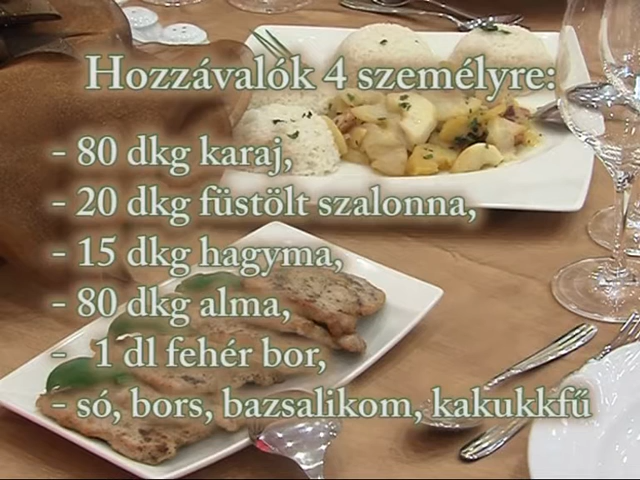 Hozzávalók 4 személyre:
- 80 dkg karaj,
- 20 dkg füstölt szalonna,
- 15 dkg hagyma,
- 80 dkg alma,
- 1 dl fehér bor,
- só, bors, bazsalikom, kakukkfű